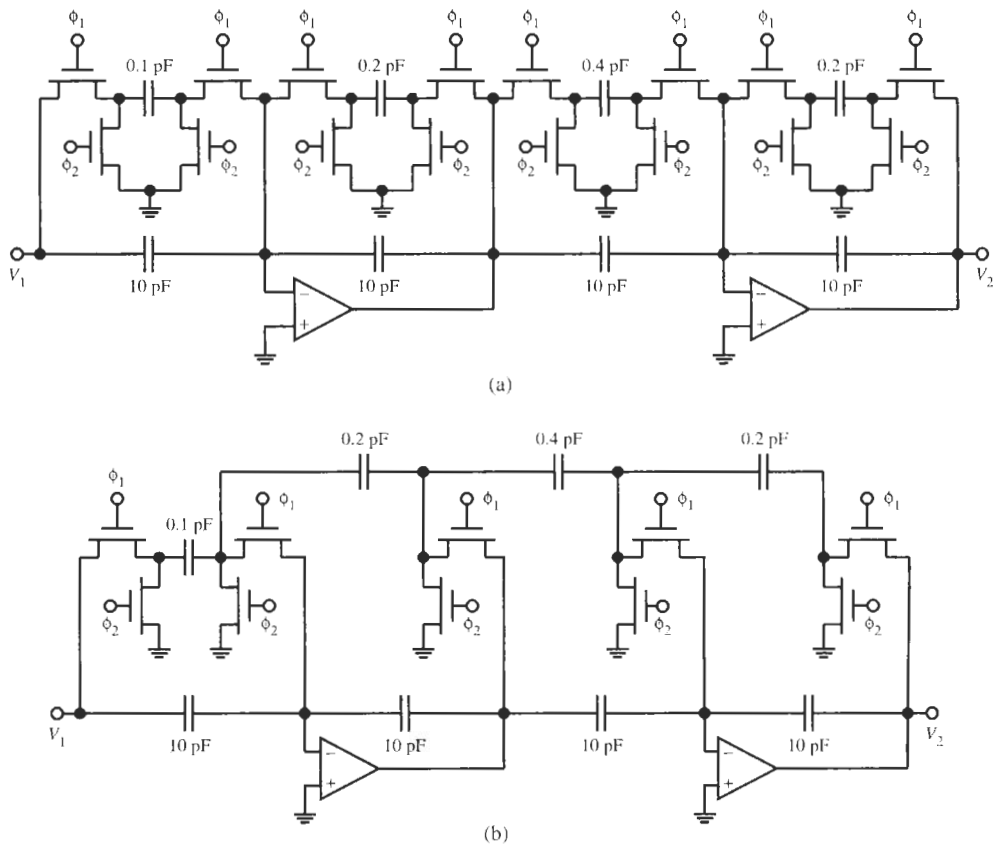 ϕ1 ϕ1 ϕ1 ϕ1 ϕ1 ϕ1 ϕ1 ϕ1
0.1 pF 0.2 pF 0.4 pF 0.2 pF
ϕ2 ϕ2 ϕ2 ϕ2 ϕ2 ϕ2 ϕ2 ϕ2
V1 V2
10 pF 10 pF 10 pF 10 pF
− −
+ +
(a)
0.2 pF 0.4 pF 0.2 pF
ϕ1 ϕ1 ϕ1 ϕ1 ϕ1
0.1 pF
ϕ2 ϕ2 ϕ2 ϕ2 ϕ2
V1 V2
10 pF 10 pF 10 pF 10 pF
− −
+ +
(b)